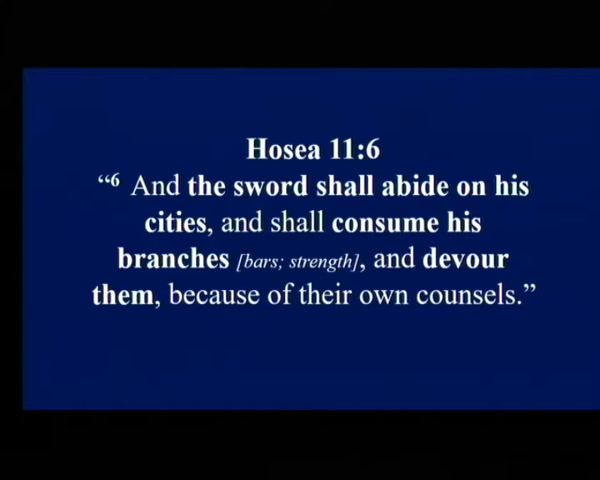 Hosea 11:6
“6 And the sword shall abide on his
cities, and shall consume his
branches [bars; strength], and devour
them, because of their own counsels.”